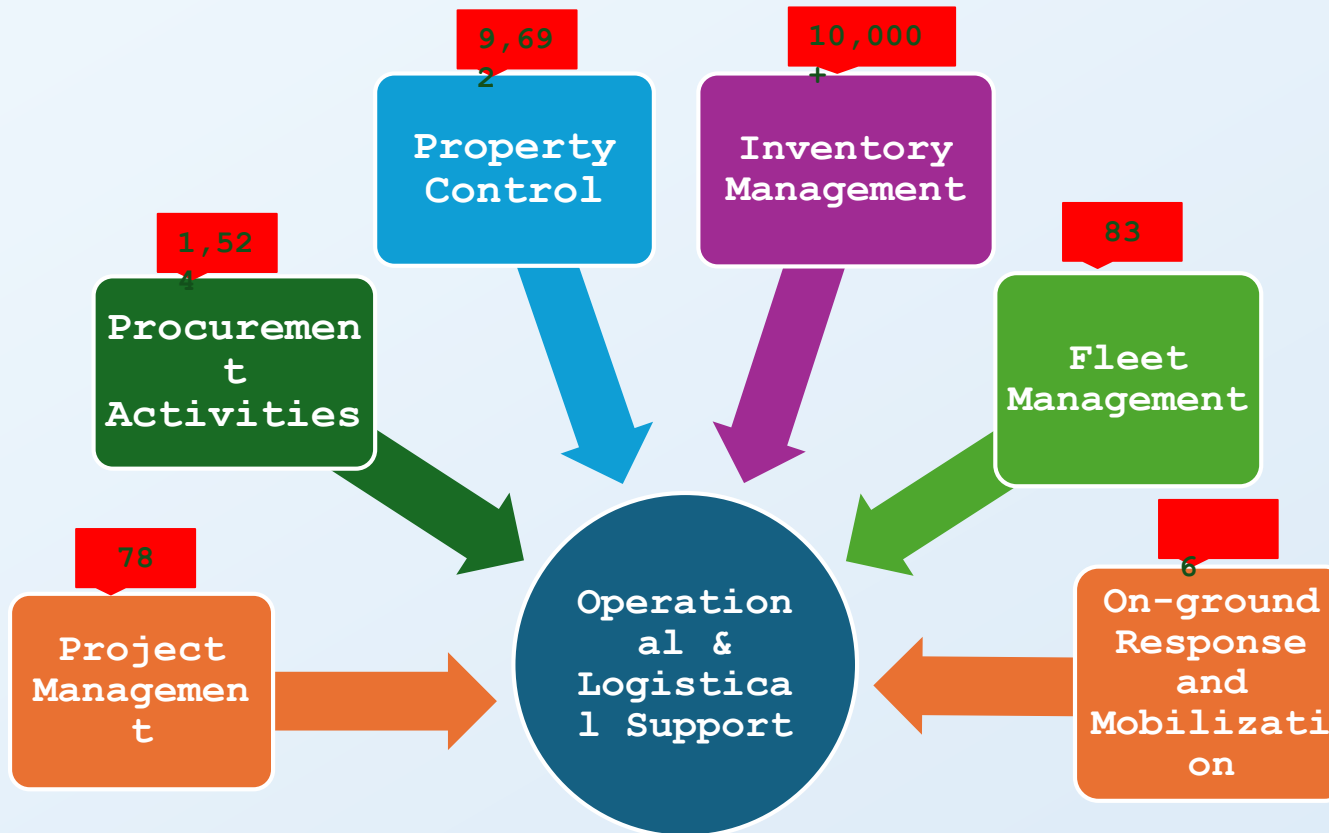 9,69
2
Property
Control
10,000
+
Inventory
Management
1,52
4
Procuremen
t
Activities
83
Fleet
Management
78
Project
Managemen
t
6
On-ground
Response
and
Mobilizati
on
Operation
al &
Logistica
l Support